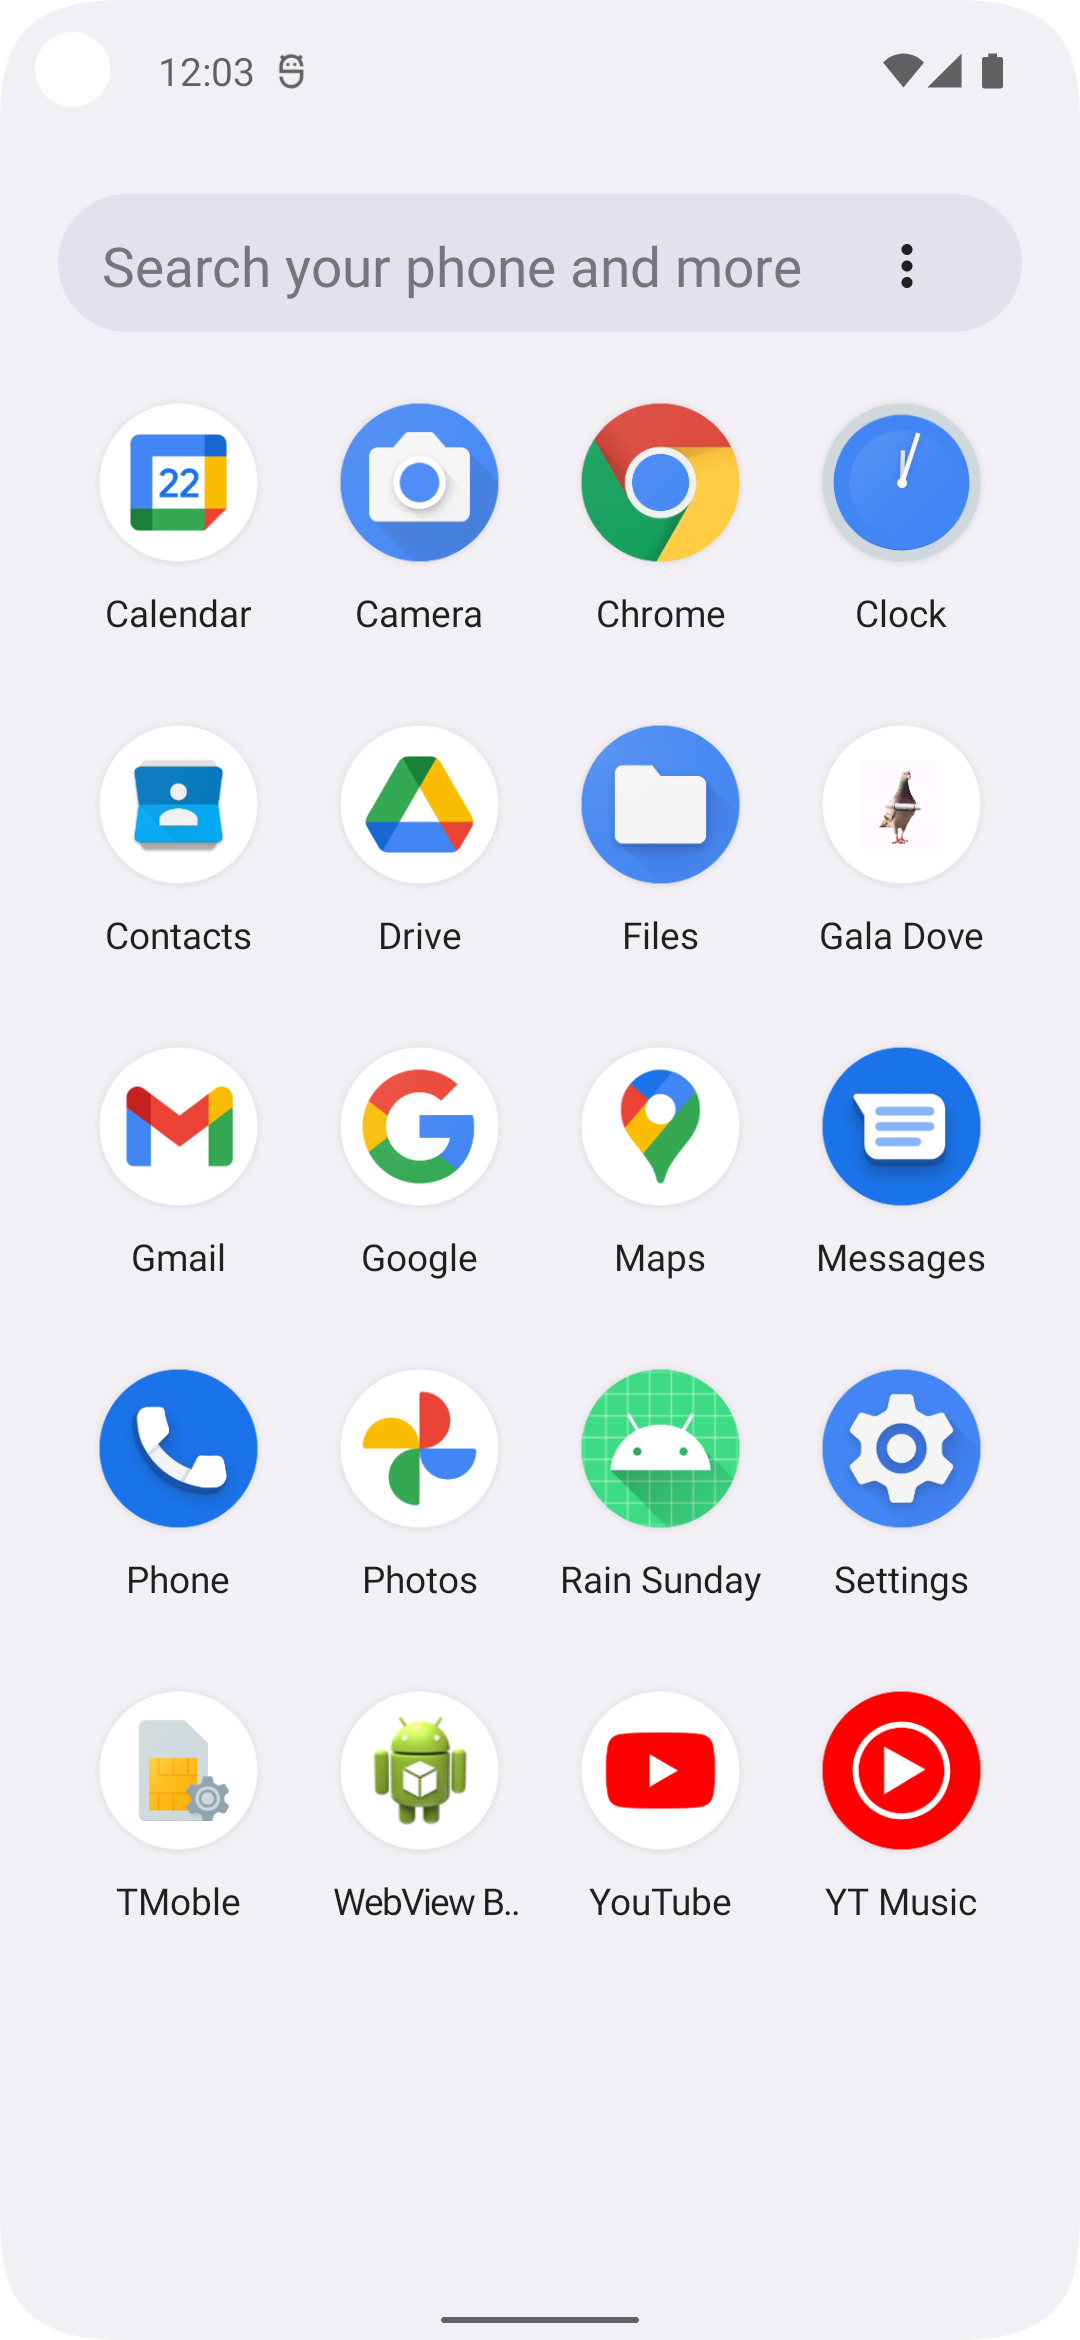 12:03
Search your phone and more
22
Calendar
Camera
Chrome
Clock
Contacts
Drive
Files
Gala Dove
Gmail
Google
Maps
Messages
Phone
Photos
Rain Sunday
Settings
TMoble
WebView B..
YouTube
YT Music